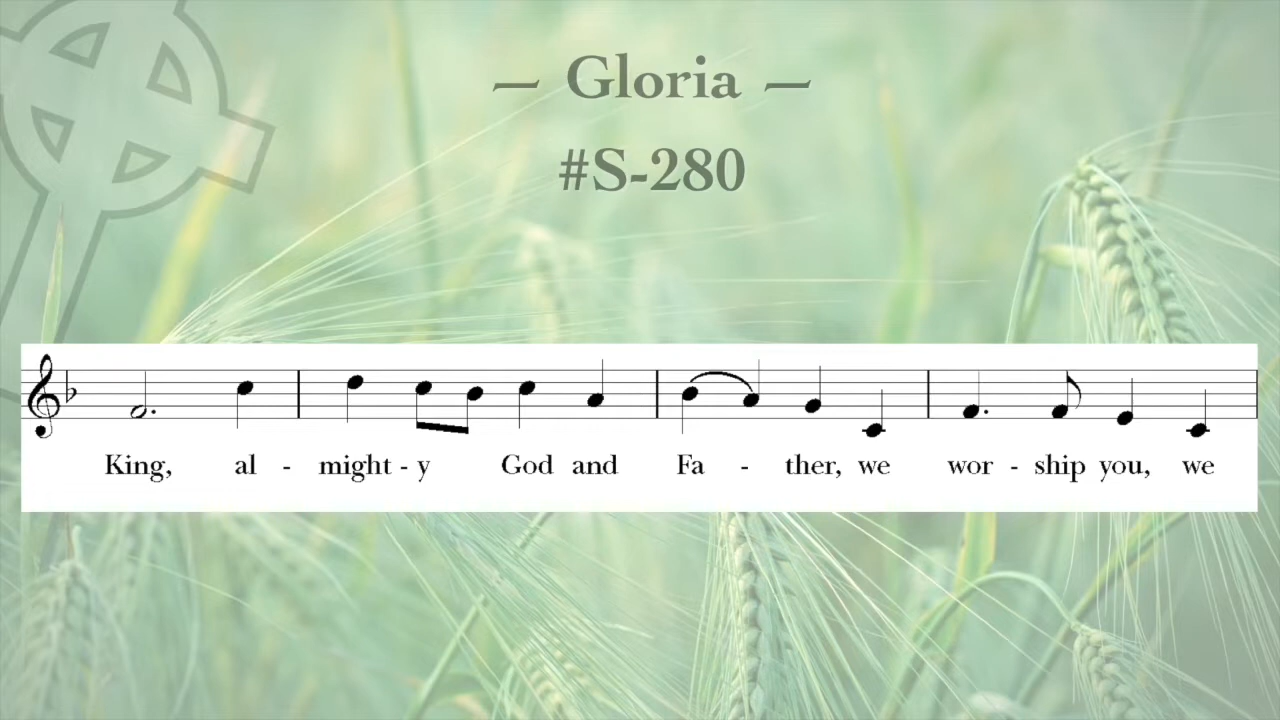 — Gloria —
#S-280
King, al - might - y God and Fa - ther, we wor - ship you, we